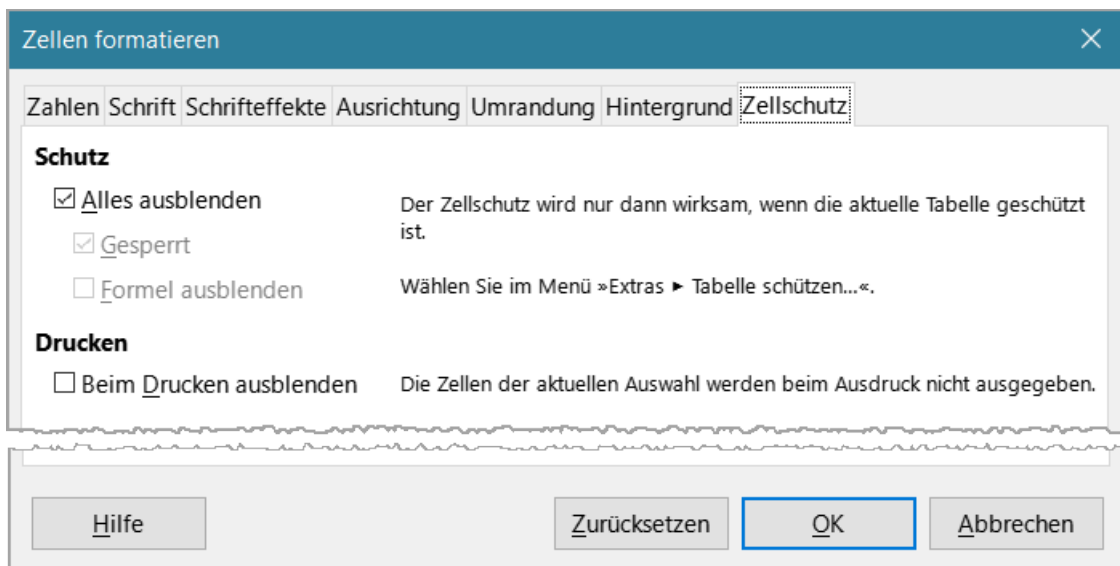 Zellen formatieren
Zahlen Schrift Schrifteffekte Ausrichtung Umrandung Hintergrund Zellschutz
Schutz
Alles ausblenden
Der Zellschutz wird nur dann wirksam, wenn die aktuelle Tabelle geschützt
ist.
Gesperrt
Formel ausblenden
Wählen Sie im Menü »Extras ► Tabelle schützen...«.
Drucken
Beim Drucken ausblenden
Die Zellen der aktuellen Auswahl werden beim Ausdruck nicht ausgegeben.
Hilfe
Zurücksetzen
OK
Abbrechen